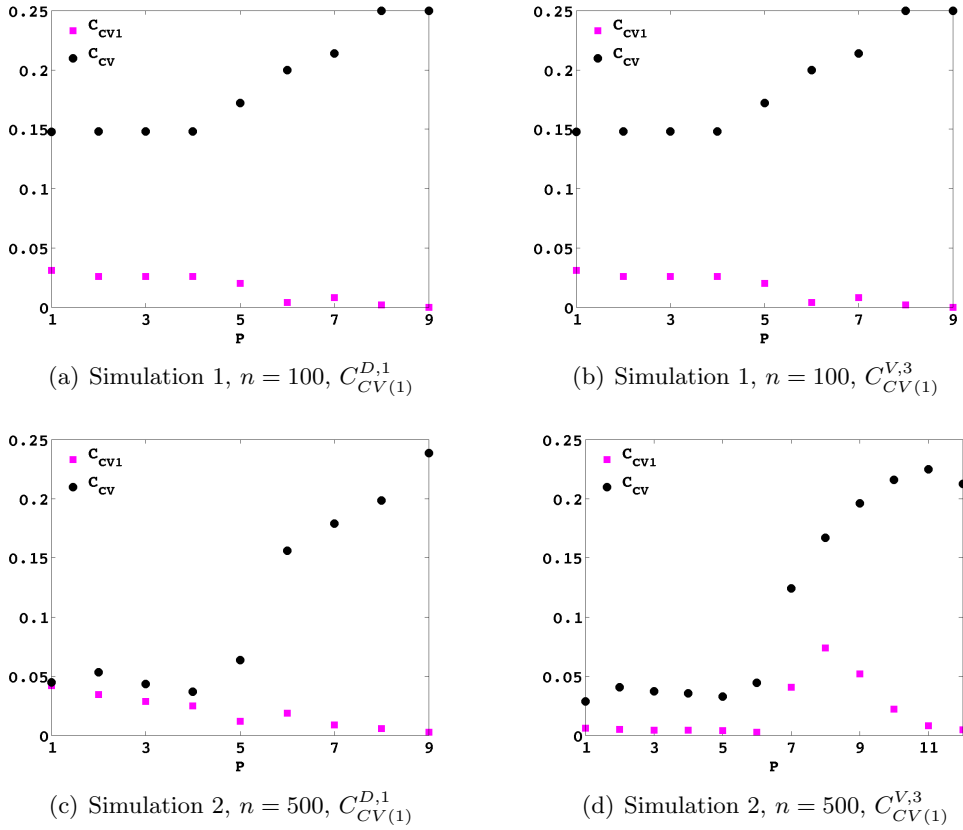 0.25
C_CV1
C_CV
0.2
0.15
0.1
0.05
0
1 3 5 7 9
P
(a) Simulation 1, n = 100, C^{D,1}_{CV(1)}
0.25
C_CV1
C_CV
0.2
0.15
0.1
0.05
0
1 3 5 7 9
P
(b) Simulation 1, n = 100, C^{V,3}_{CV(1)}
0.25
C_CV1
C_CV
0.2
0.15
0.1
0.05
0
1 3 5 7 9
P
(c) Simulation 2, n = 500, C^{D,1}_{CV(1)}
0.25
C_CV1
C_CV
0.2
0.15
0.1
0.05
0
1 3 5 7 9 11
P
(d) Simulation 2, n = 500, C^{V,3}_{CV(1)}